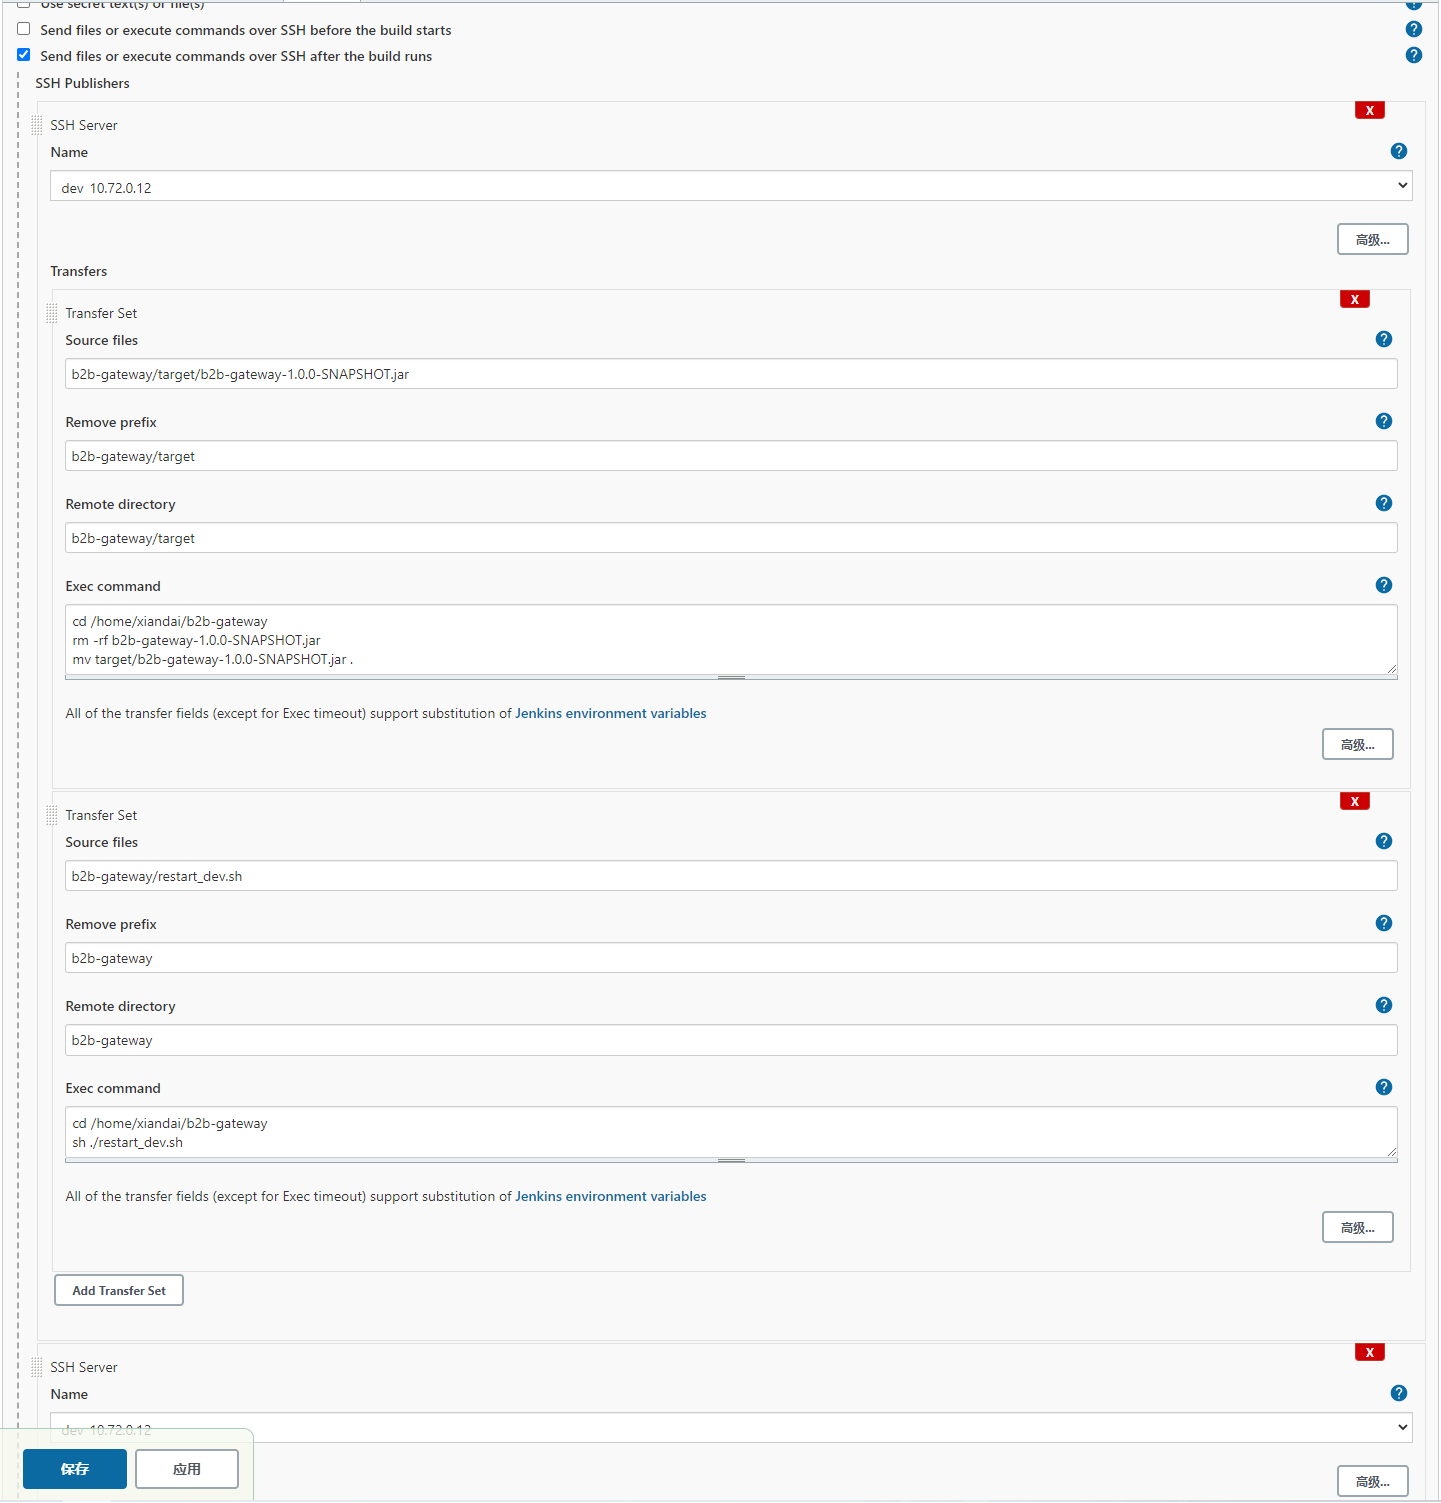 Use secret text(s) or file(s)
Send files or execute commands over SSH before the build starts
Send files or execute commands over SSH after the build runs
SSH Publishers
X
SSH Server
Name
dev 10.72.0.12
高级...
Transfers
X
Transfer Set
Source files
b2b-gateway/target/b2b-gateway-1.0.0-SNAPSHOT.jar
Remove prefix
b2b-gateway/target
Remote directory
b2b-gateway/target
Exec command
cd /home/xiandai/b2b-gateway
rm -rf b2b-gateway-1.0.0-SNAPSHOT.jar
mv target/b2b-gateway-1.0.0-SNAPSHOT.jar .
All of the transfer fields (except for Exec timeout) support substitution of Jenkins environment variables
高级...
X
Transfer Set
Source files
b2b-gateway/restart_dev.sh
Remove prefix
b2b-gateway
Remote directory
b2b-gateway
Exec command
cd /home/xiandai/b2b-gateway
sh ./restart_dev.sh
All of the transfer fields (except for Exec timeout) support substitution of Jenkins environment variables
高级...
Add Transfer Set
X
SSH Server
Name
dev 10.72.0.12
保存
应用
高级...